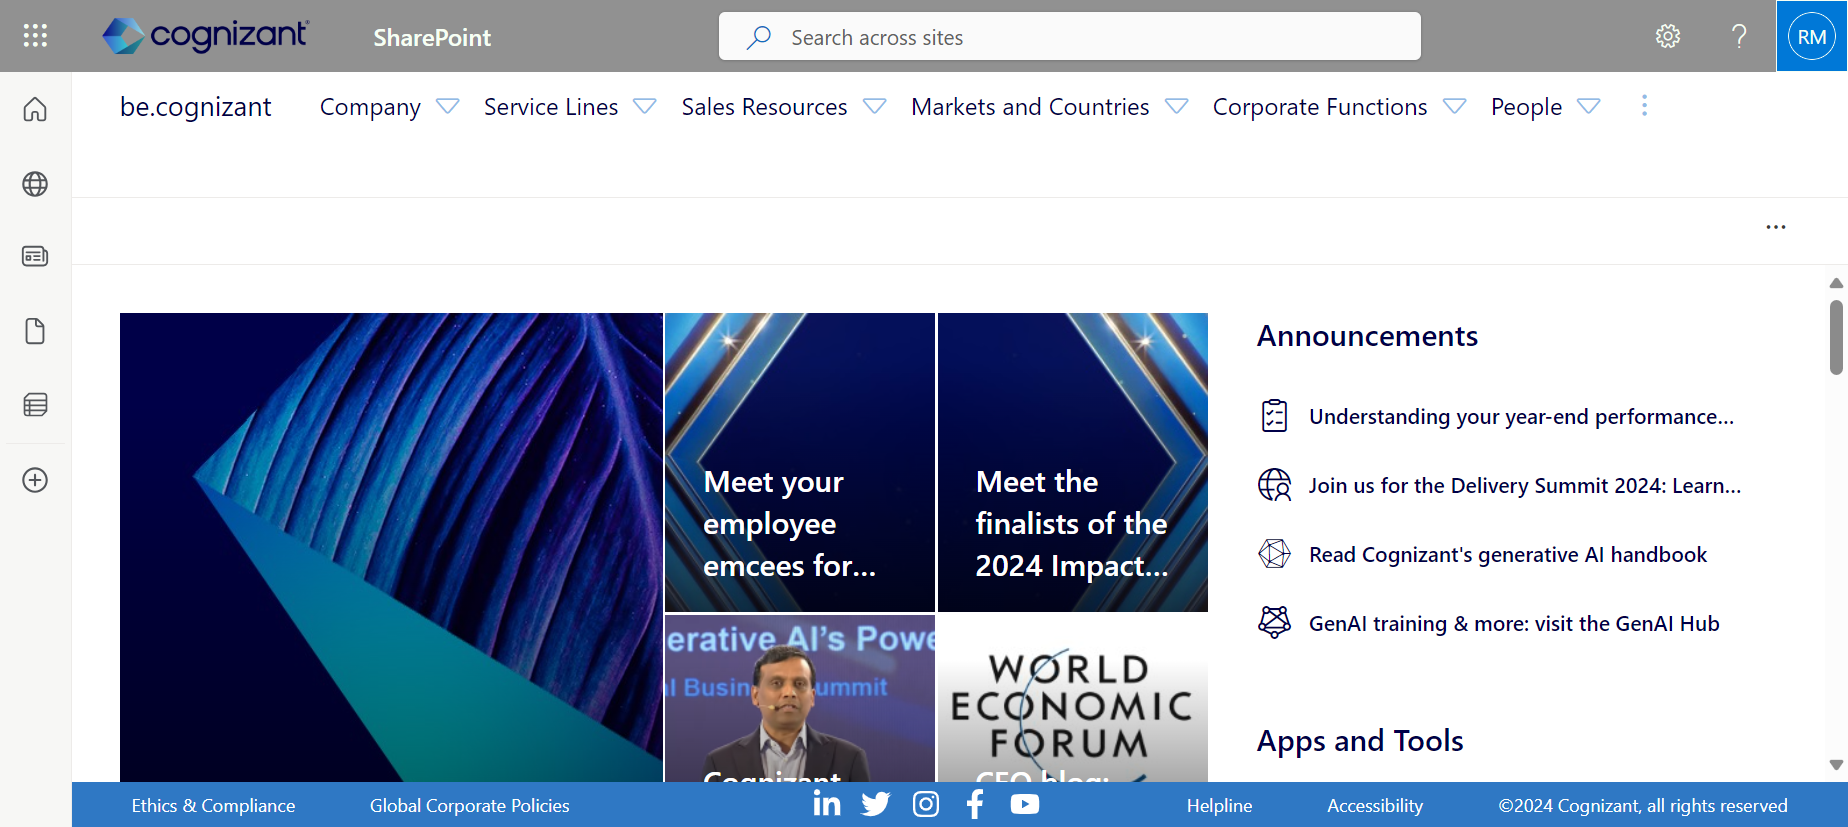 cognizant
SharePoint
Search across sites
RM
be.cognizant
Company
Service Lines
Sales Resources
Markets and Countries
Corporate Functions
People
Meet your
employee
emcees for...
Meet the
finalists of the
2024 Impact...
erative AI's Powe
l Business Summit
Cognizant
WORLD
ECONOMIC
FORUM
CEO blog:
Announcements
Understanding your year-end performance...
Join us for the Delivery Summit 2024: Learn...
Read Cognizant's generative AI handbook
GenAI training & more: visit the GenAI Hub
Apps and Tools
Ethics & Compliance
Global Corporate Policies
Helpline
Accessibility
©2024 Cognizant, all rights reserved